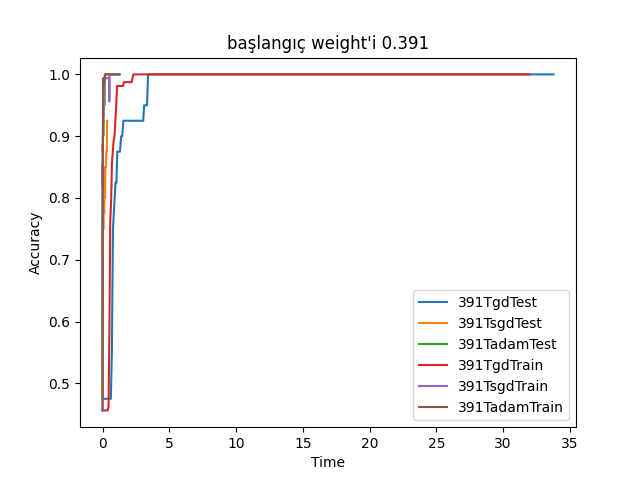 başlangıç weight'i 0.391
1.0
0.9
0.8
0.7
0.6
0.5
Accuracy
391TgdTest
391TsgdTest
391TadamTest
391TgdTrain
391TsgdTrain
391TadamTrain
0 5 10 15 20 25 30 35
Time